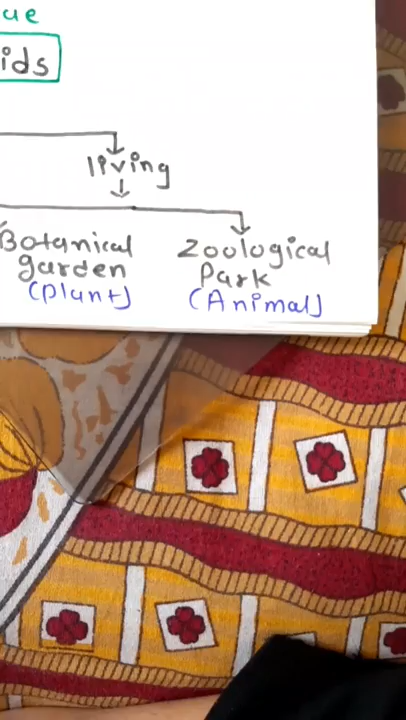 ue
ids
living
Botanical garden (Plant)
Zoological Park (Animal)